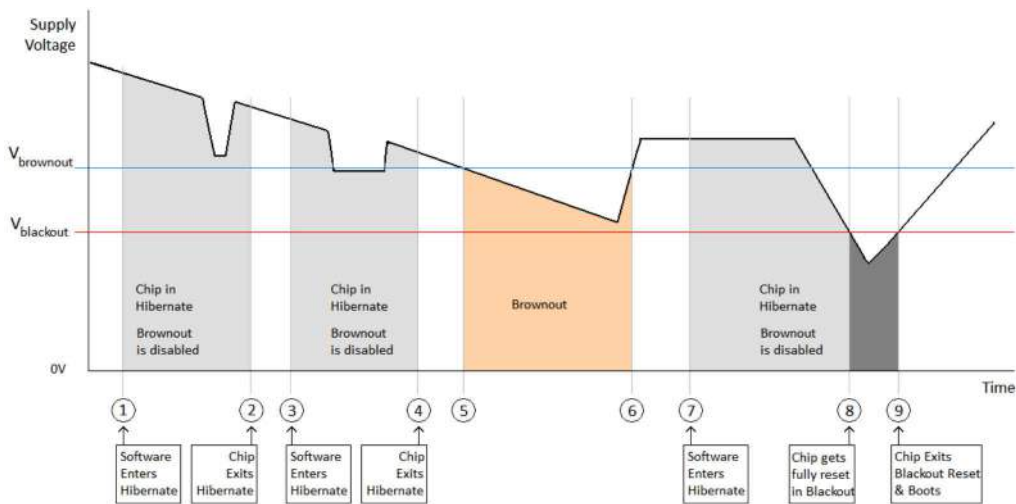 Supply
Voltage
Vbrownout
Vblackout
0V
Time
Chip in
Hibernate
Brownout
is disabled
Chip in
Hibernate
Brownout
is disabled
Brownout
Chip in
Hibernate
Brownout
is disabled
1
2
3
4
5
6
7
8
9
Software
Enters
Hibernate
Chip
Exits
Hibernate
Software
Enters
Hibernate
Chip
Exits
Hibernate
Software
Enters
Hibernate
Chip gets
fully reset
in Blackout
Chip Exits
Blackout Reset
& Boots